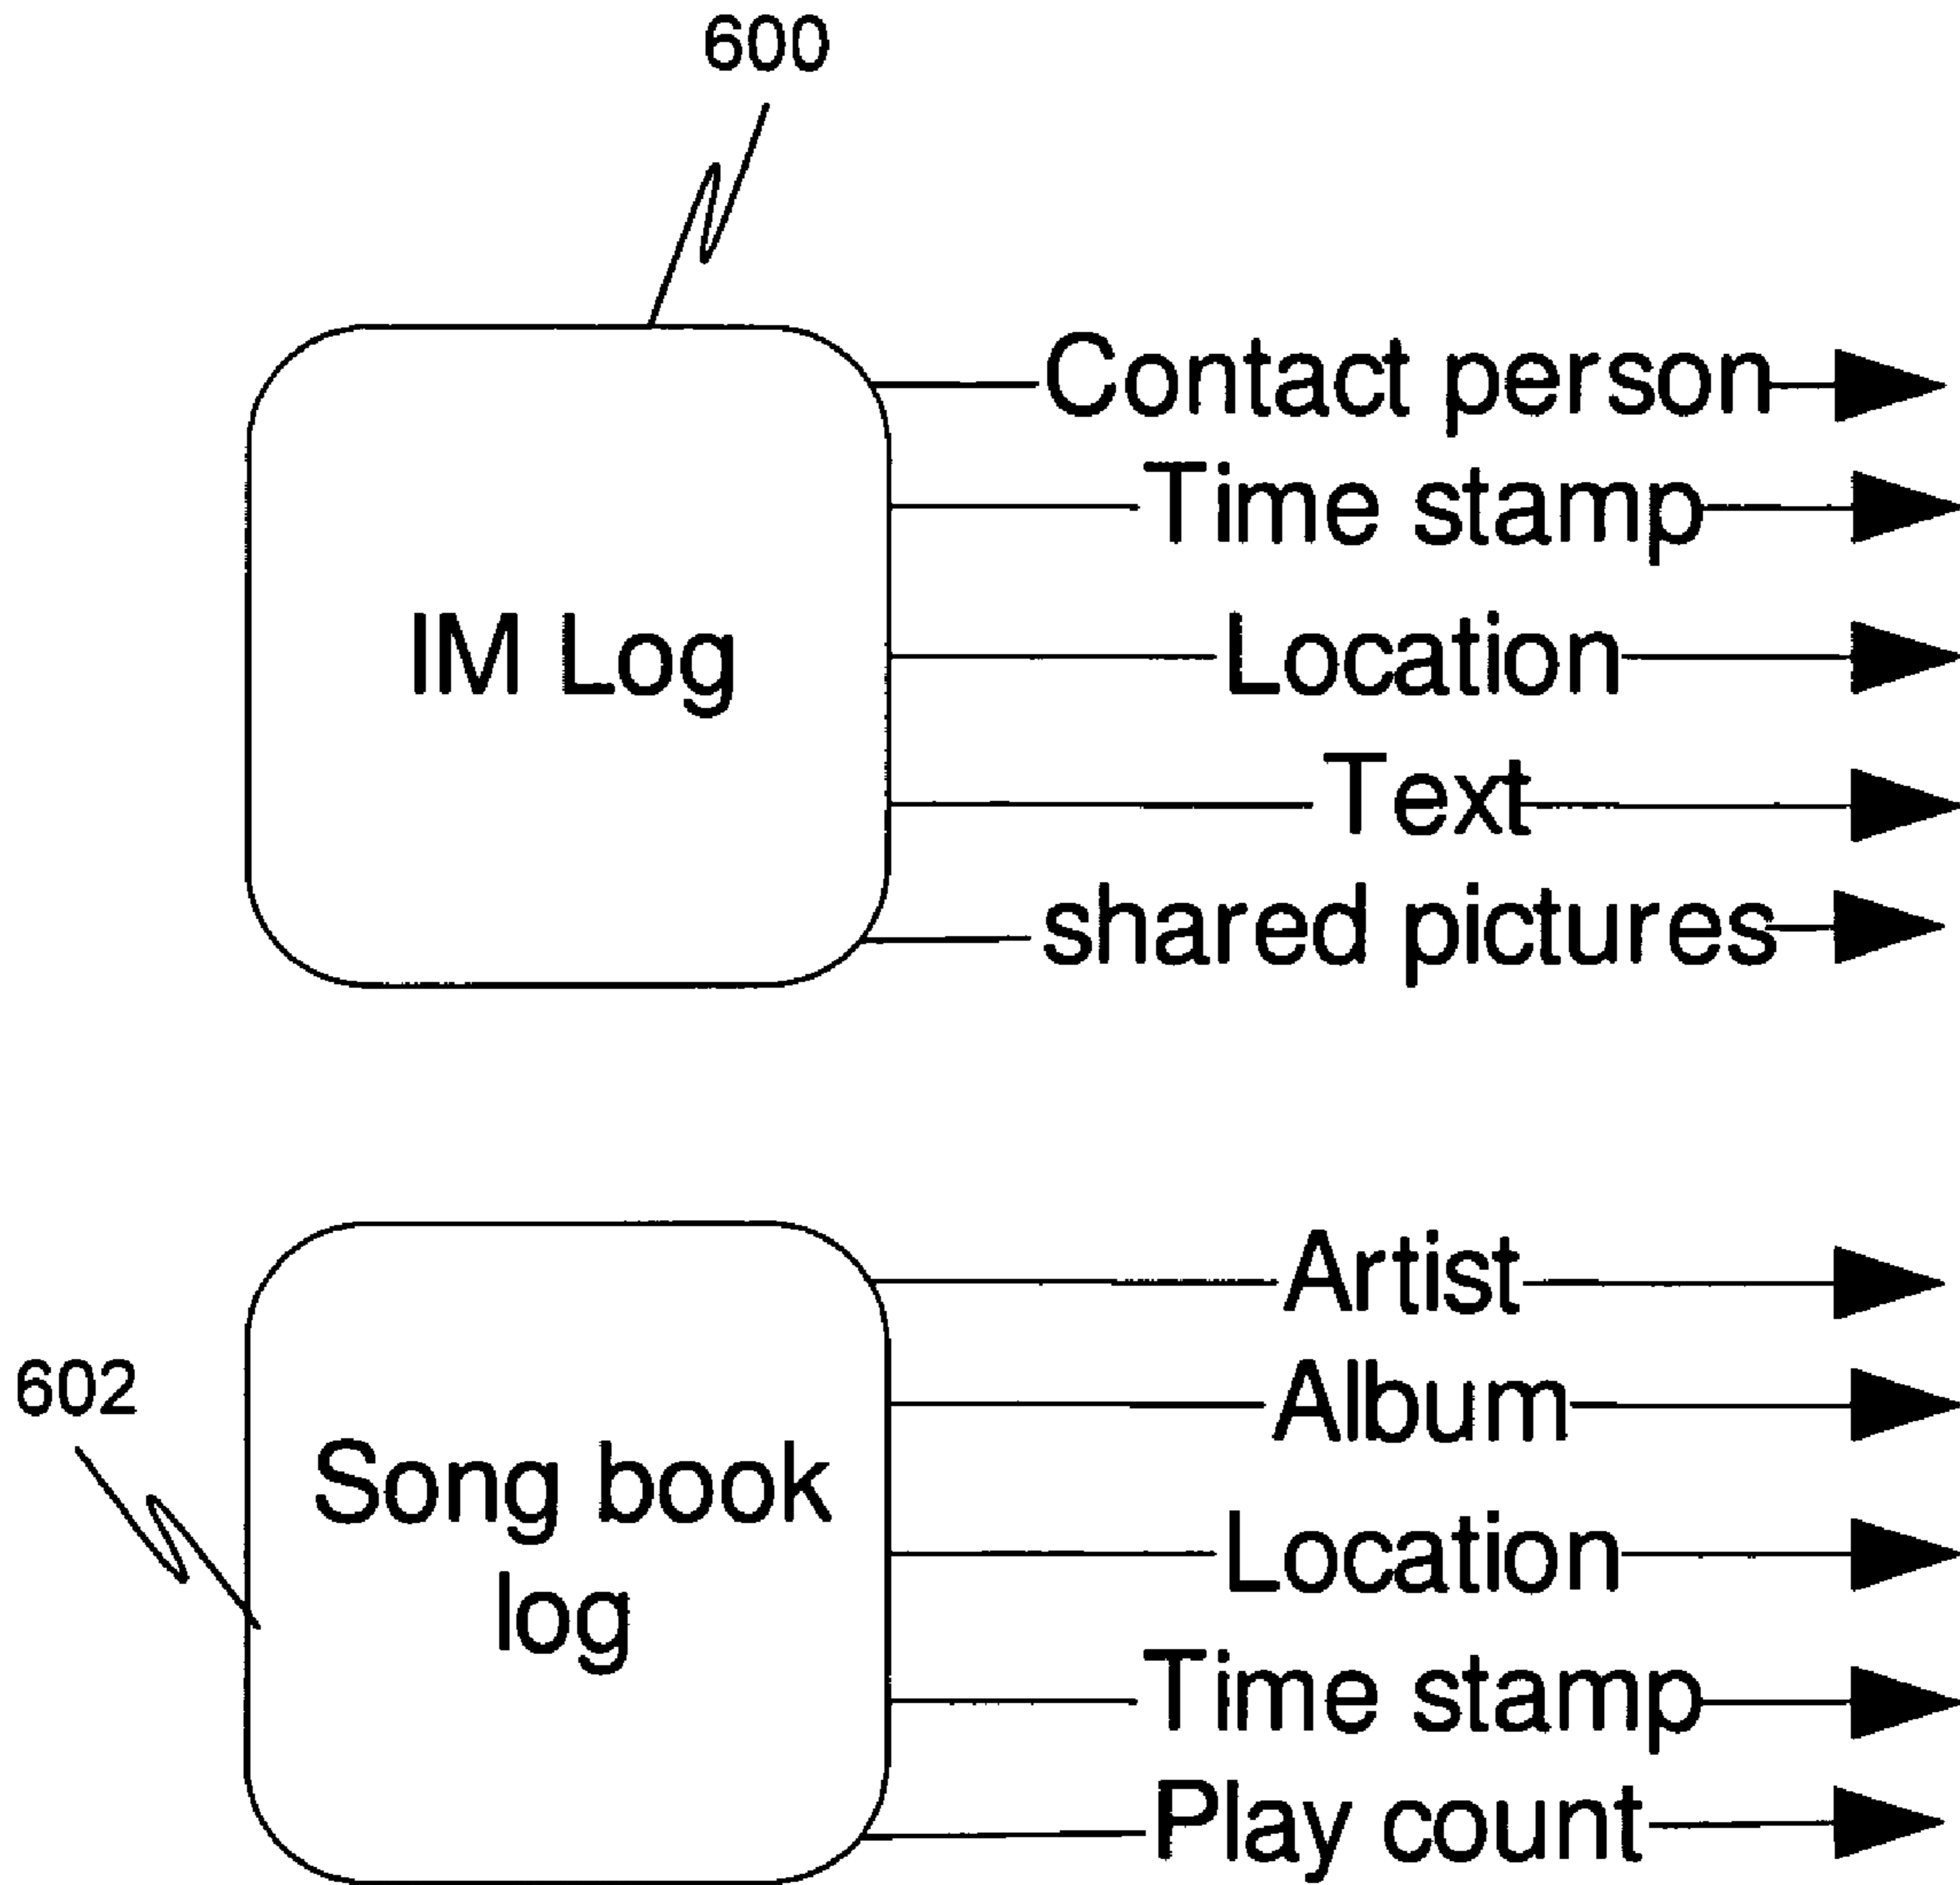 600
Contact person
Time stamp
IM Log
Location
Text
shared pictures
Artist
602
Album
Song book
log
Location
Time stamp
Play count